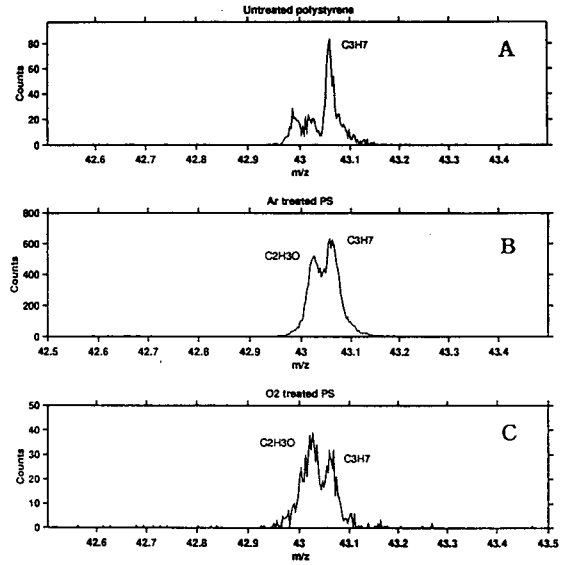 Untreated polystyrene
C3H7
A
Counts
80
60
40
20
0
42.6 42.7 42.8 42.9 43 43.1 43.2 43.3 43.4
m/z
Ar treated PS
C2H3O
C3H7
B
Counts
800
600
400
200
0
42.5 42.6 42.7 42.8 42.9 43 43.1 43.2 43.3 43.4
m/z
O2 treated PS
C2H3O
C3H7
C
Counts
50
40
30
20
10
0
42.6 42.7 42.8 42.9 43 43.1 43.2 43.3 43.4 43.5
m/z